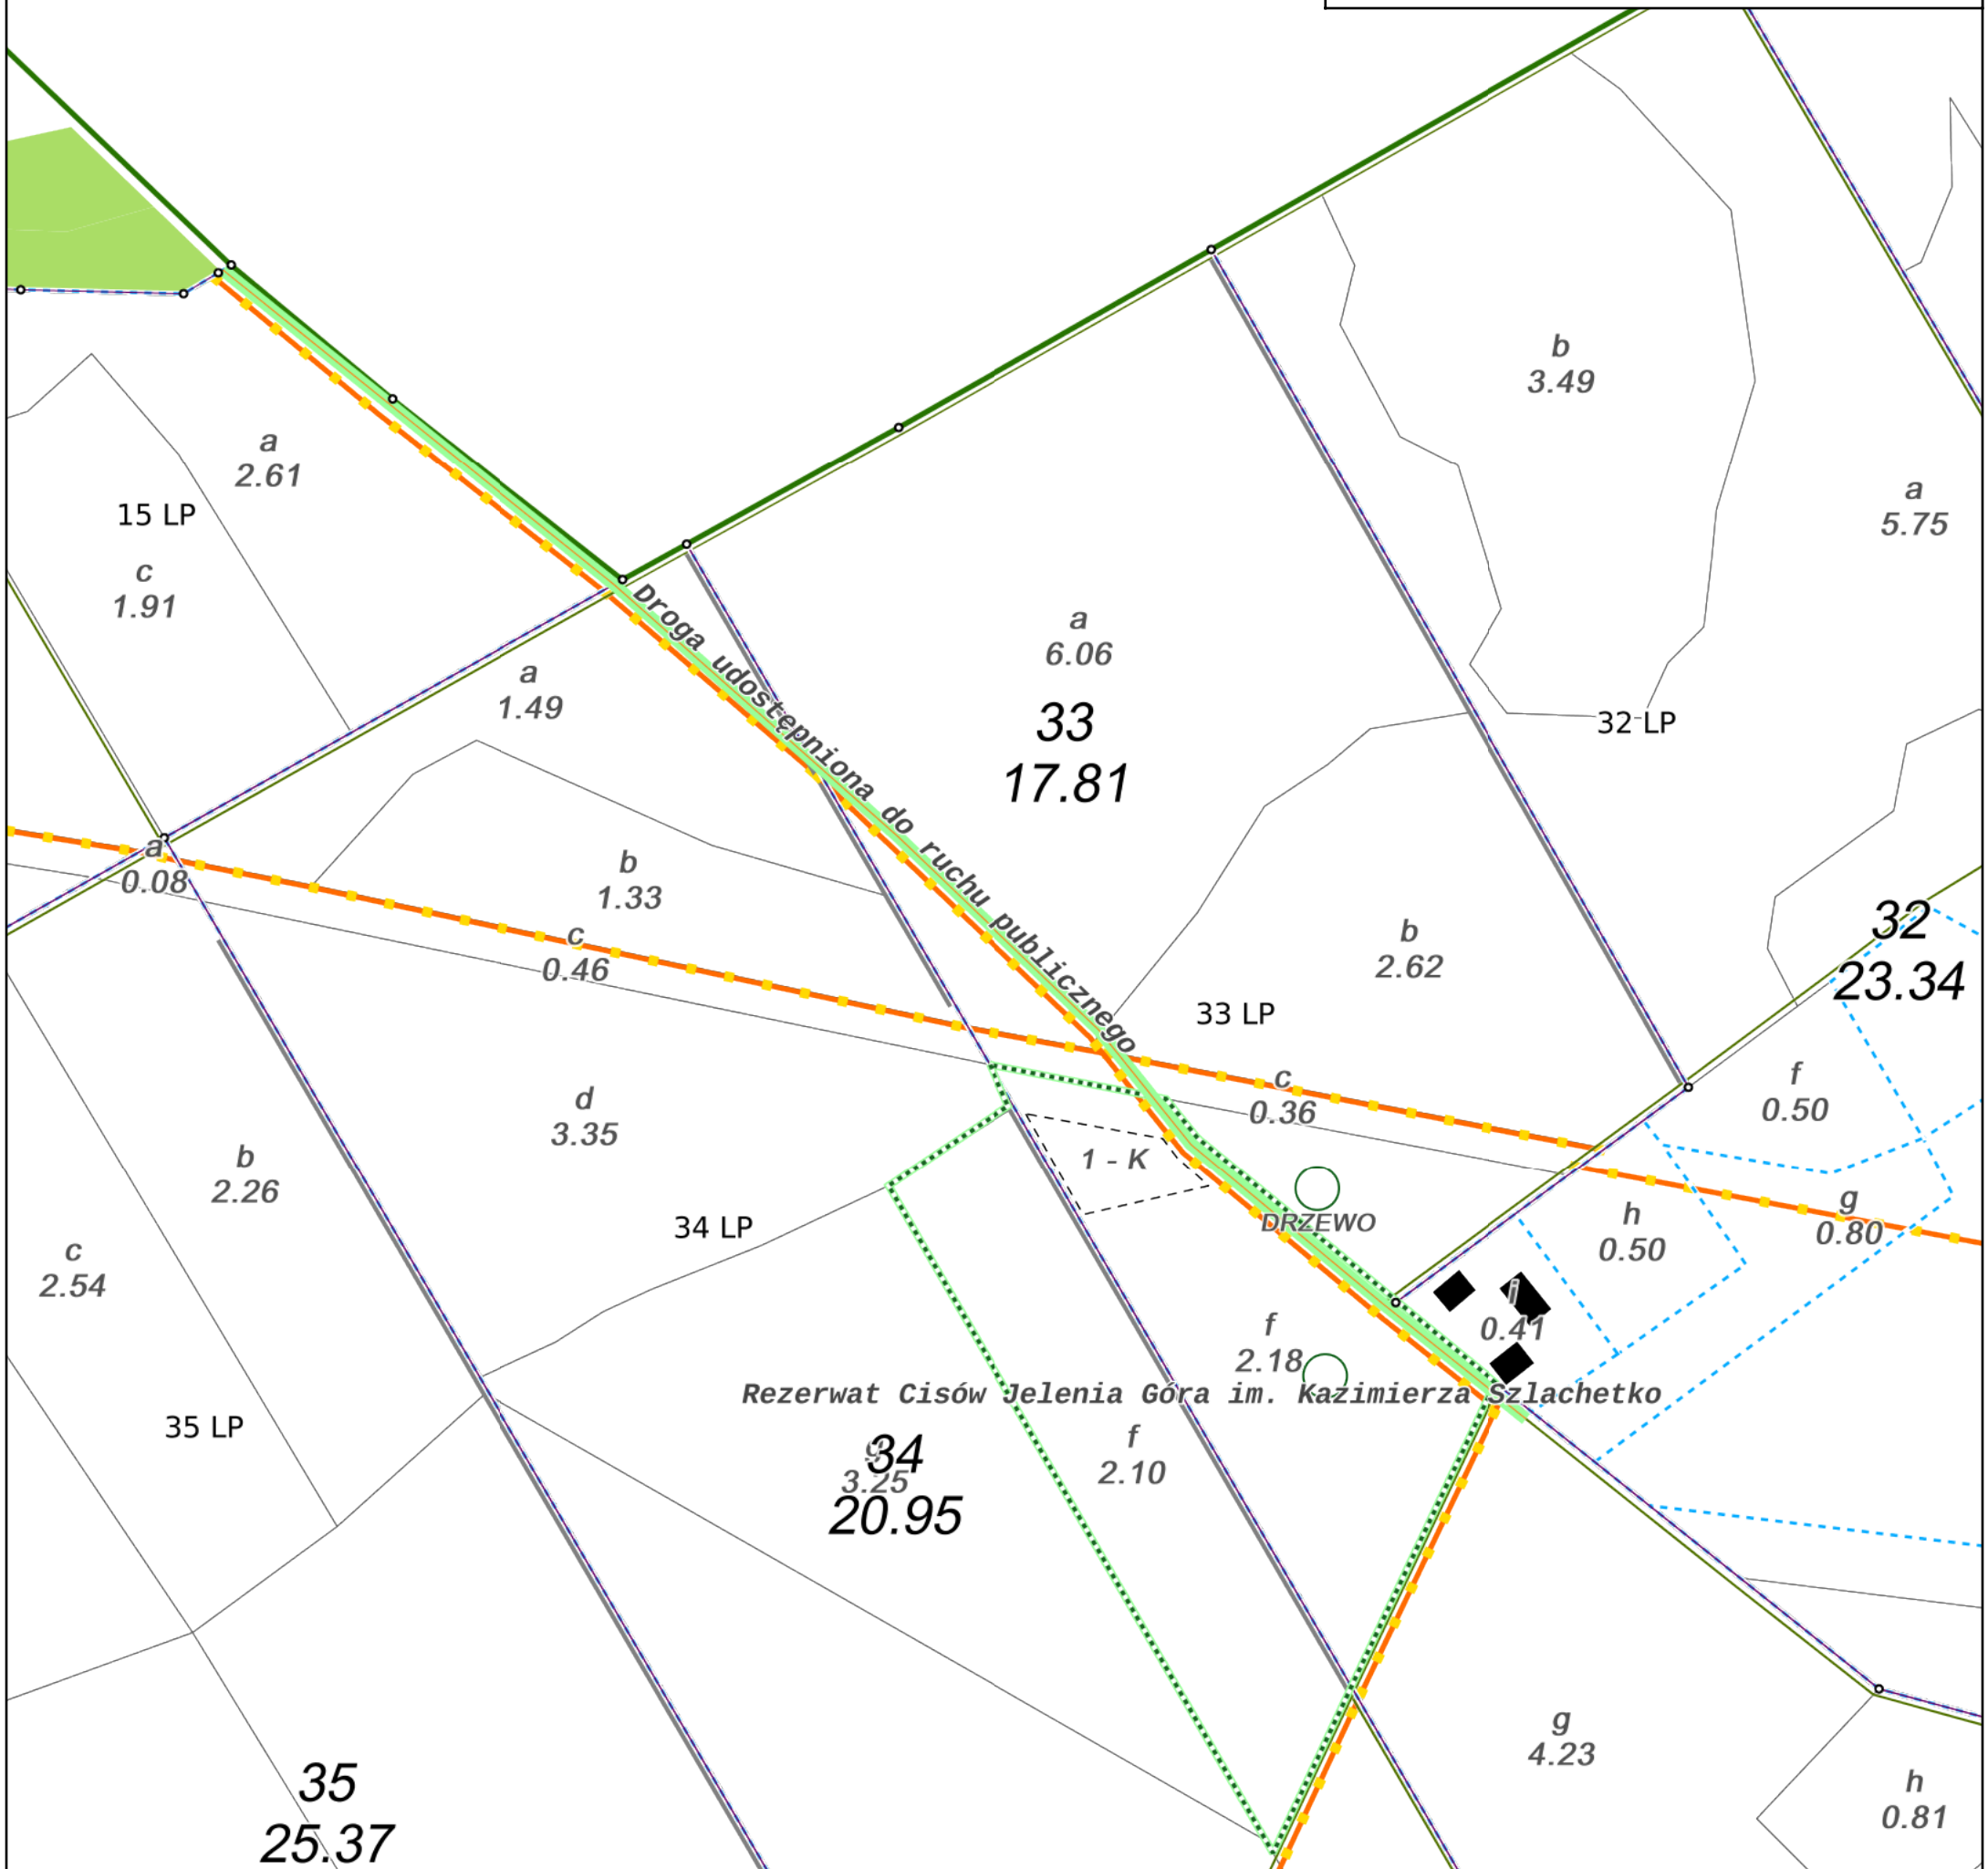 b
3.49
a
2.61
a
5.75
15 LP
c
1.91
Droga udostępniona do ruchu publicznego
a
6.06
a
1.49
33
17.81
32 LP
a
0.08
b
1.33
c
0.46
b
2.62
32
23.34
33 LP
c
0.36
f
0.50
d
3.35
1 - K
b
2.26
34 LP
DRZEWO
h
0.50
g
0.80
c
2.54
j
0.41
f
2.18
Rezerwat Cisów Jelenia Góra im. Kazimierza Szlachetko
35 LP
g
3.25
34
20.95
f
2.10
g
4.23
35
25.37
h
0.81